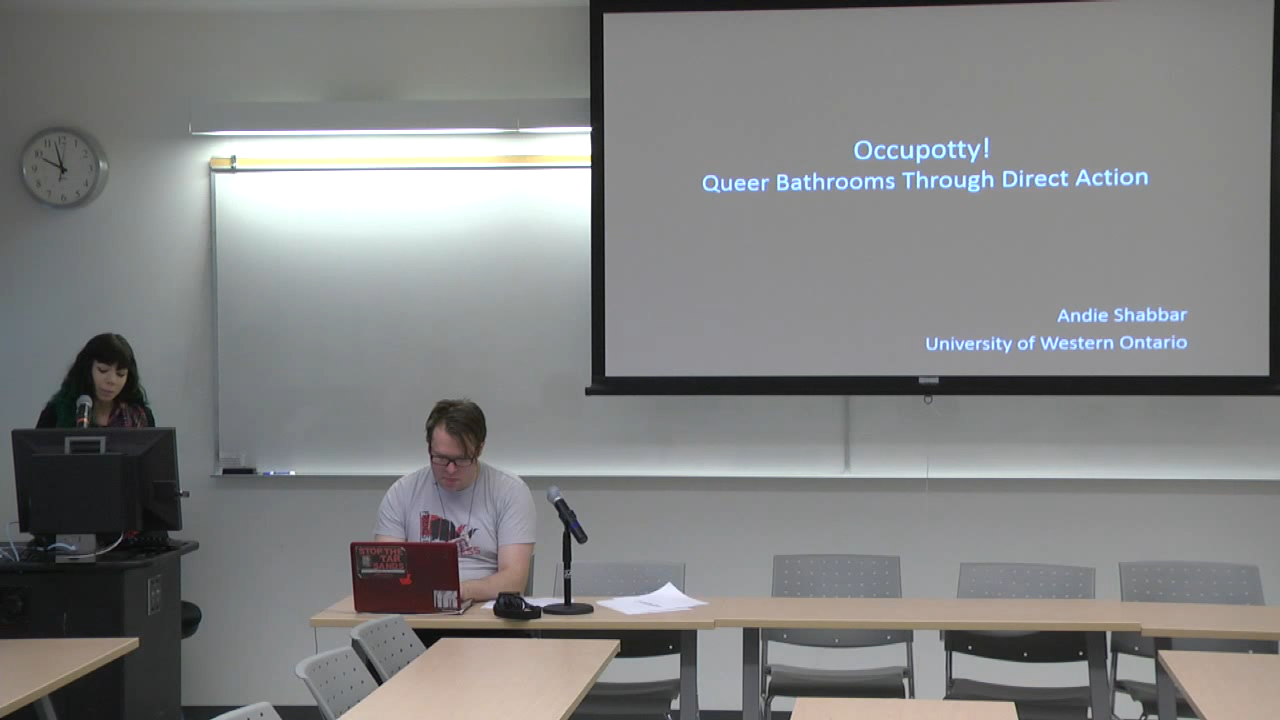 Occupotty!
Queer Bathrooms Through Direct Action
Andie Shabbar
University of Western Ontario
STOP THE
TAR
SANDS